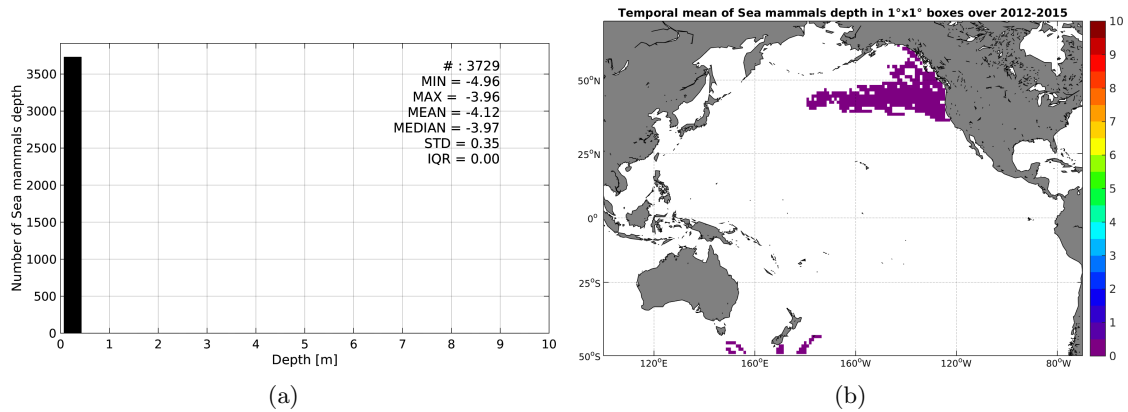 Temporal mean of Sea mammals depth in 1°x1° boxes over 2012-2015
# : 3729
MIN = -4.96
MAX = -3.96
MEAN = -4.12
MEDIAN = -3.97
STD = 0.35
IQR = 0.00
Number of Sea mammals depth
3500
3000
2500
2000
1500
1000
500
0
0 1 2 3 4 5 6 7 8 9 10
Depth [m]
(a)
50°N
25°N
0°
25°S
50°S
120°E 160°E 160°W 120°W 80°W
10
9
8
7
6
5
4
3
2
1
0
(b)